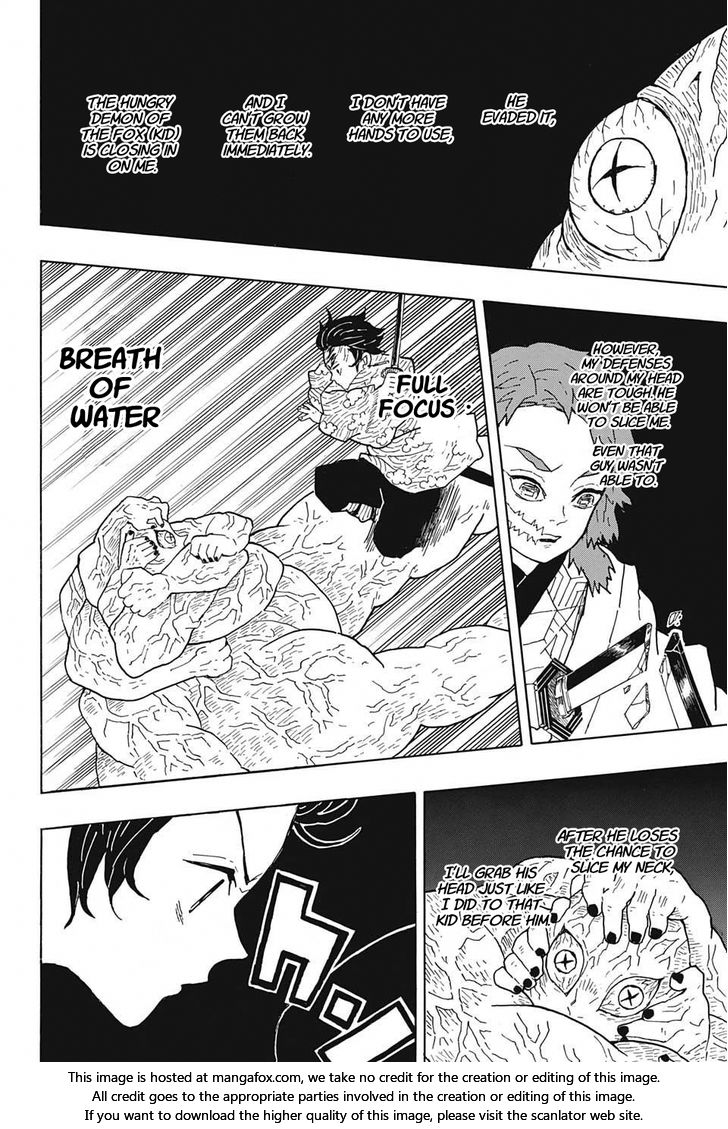 HE
EVADED IT,
I DON'T HAVE
ANY MORE
HANDS TO USE,
AND I
CAN'T GROW
THEM BACK
IMMEDIATELY.
THE HUNGRY
DEMON OF
THE FOX (KID)
IS CLOSING IN
ON ME.
HOWEVER,
MY DEFENSES
AROUND MY HEAD
ARE TOUGH. HE
WON'T BE ABLE
TO SLICE ME.
EVEN THAT
GUY WASN'T
ABLE TO.
FULL
FOCUS :
BREATH
OF
WATER
AFTER HE LOSES
THE CHANCE TO
SLICE MY NECK,
I'LL GRAB HIS
HEAD JUST LIKE
I DID TO THAT
KID BEFORE HIM.
This image is hosted at mangafox.com, we take no credit for the creation or editing of this image.
All credit goes to the appropriate parties involved in the creation or editing of this image.
If you want to download the higher quality of this image, please visit the scanlator web site.